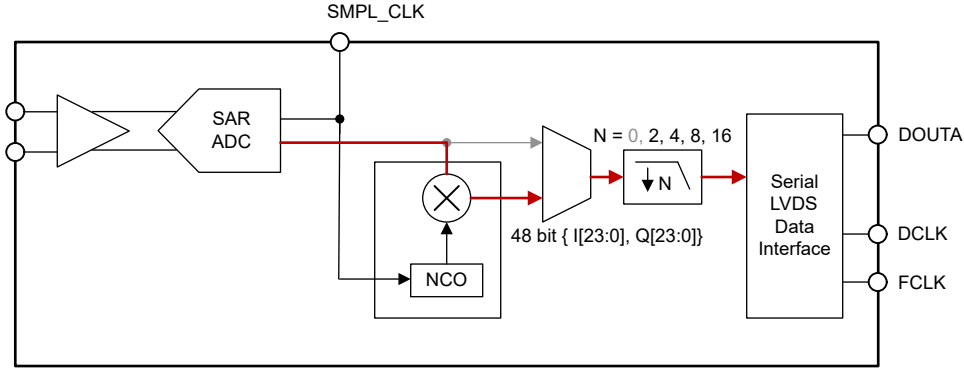 SMPL_CLK
SAR
ADC
N = 0, 2, 4, 8, 16
N
Serial
LVDS
Data
Interface
DOUTA
DCLK
FCLK
48 bit { I[23:0], Q[23:0]}
NCO